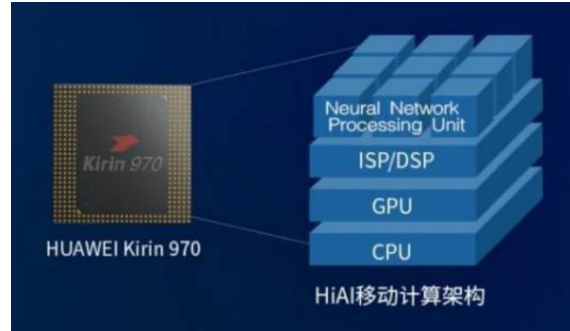 Kirin 970
HUAWEI Kirin 970
Neural Network
Processing Unit
ISP/DSP
GPU
CPU
HiAI移动计算架构